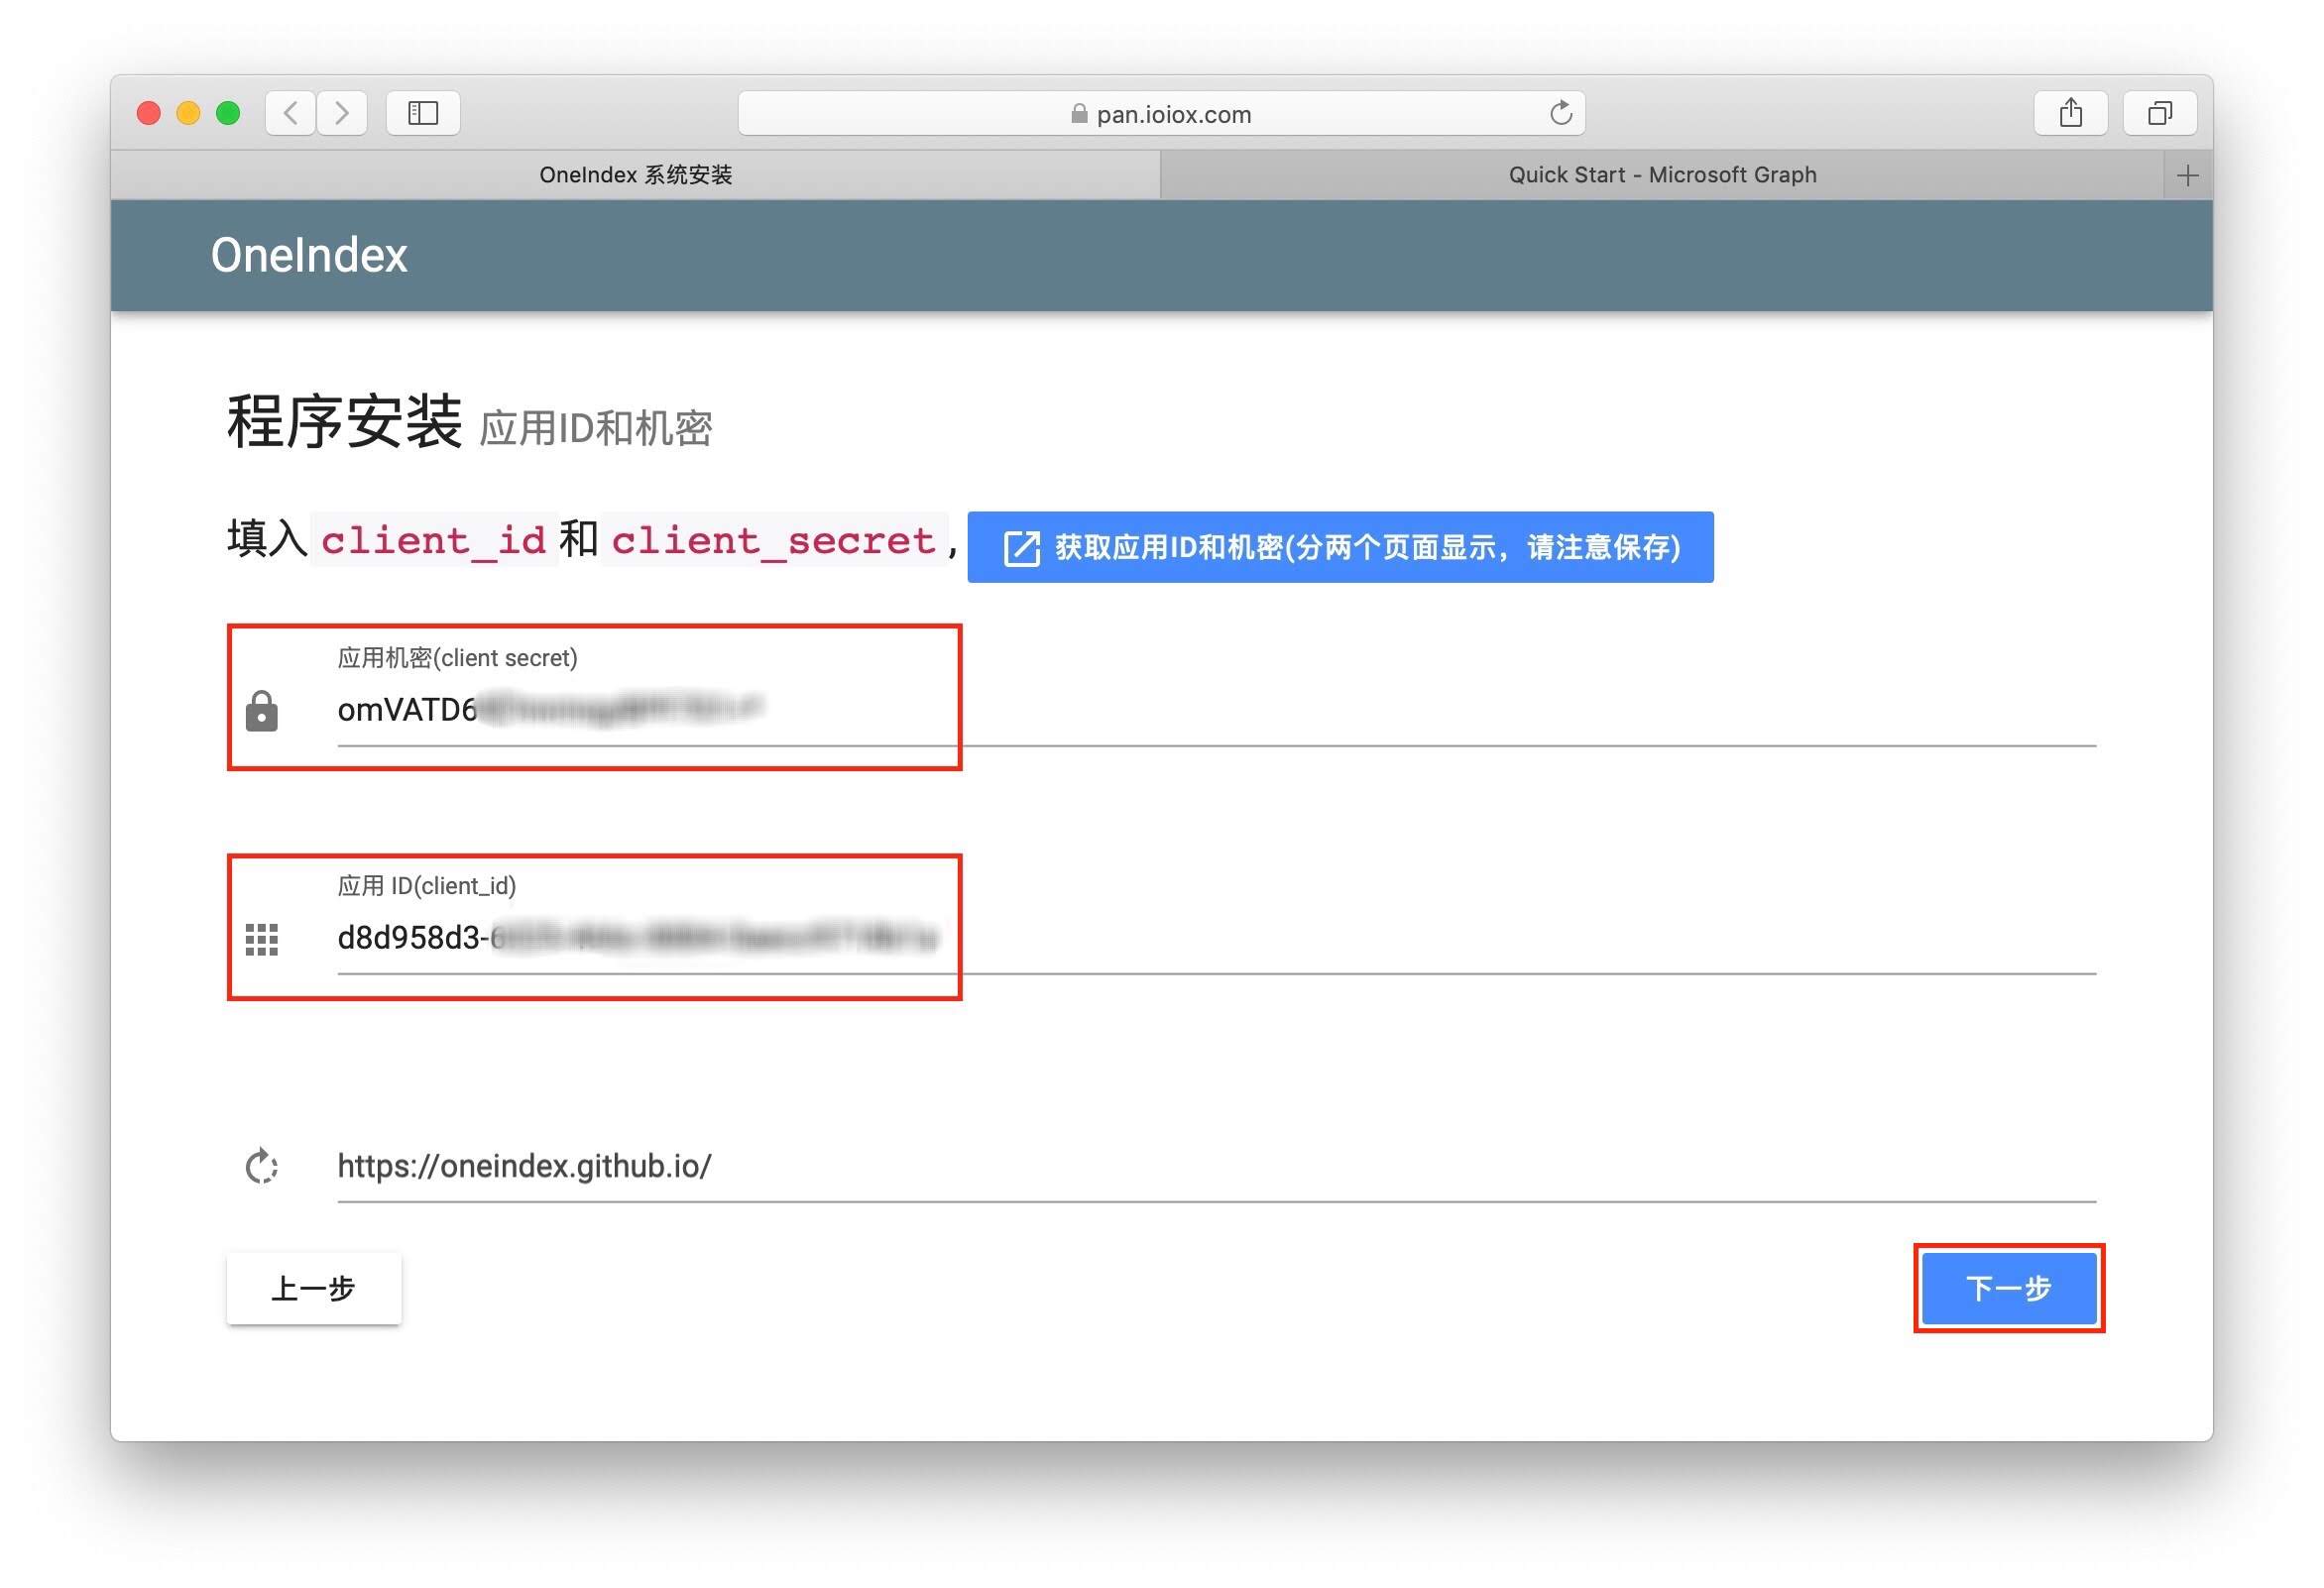 pan.ioiox.com
OneIndex 系统安装
Quick Start - Microsoft Graph
OneIndex
程序安装 应用ID和机密
填入 client_id 和 client_secret , 获取应用ID和机密(分两个页面显示，请注意保存)
应用机密(client secret)
omVATD6
应用 ID(client_id)
d8d958d3-6
https://oneindex.github.io/
上一步
下一步